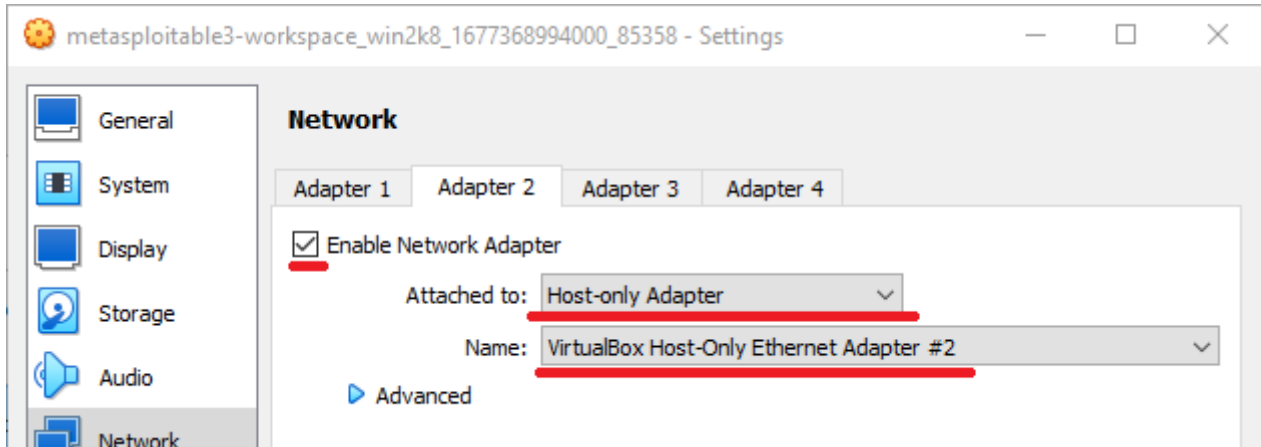 metasploitable3-workspace_win2k8_1677368994000_85358 - Settings
General
System
Display
Storage
Audio
Network
Network
Adapter 1 Adapter 2 Adapter 3 Adapter 4
Enable Network Adapter
Attached to: Host-only Adapter
Name: VirtualBox Host-Only Ethernet Adapter #2
Advanced